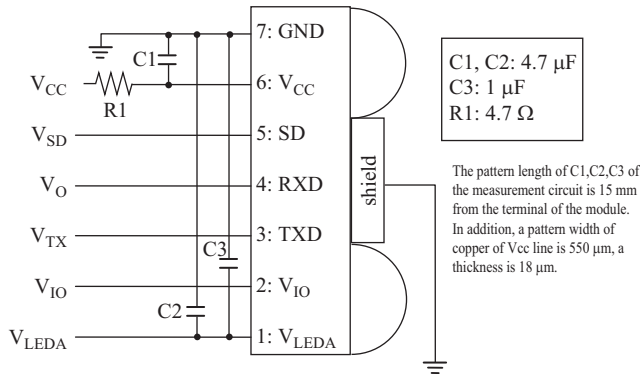 7: GND
C1
V_CC
R1
6: V_CC
V_SD
5: SD
V_O
4: RXD
V_TX
3: TXD
C3
V_IO
2: V_IO
C2
V_LEDA
1: V_LEDA
shield
C1, C2: 4.7 μF
C3: 1 μF
R1: 4.7 Ω
The pattern length of C1,C2,C3 of
the measurement circuit is 15 mm
from the terminal of the module.
In addition, a pattern width of
copper of Vcc line is 550 μm, a
thickness is 18 μm.